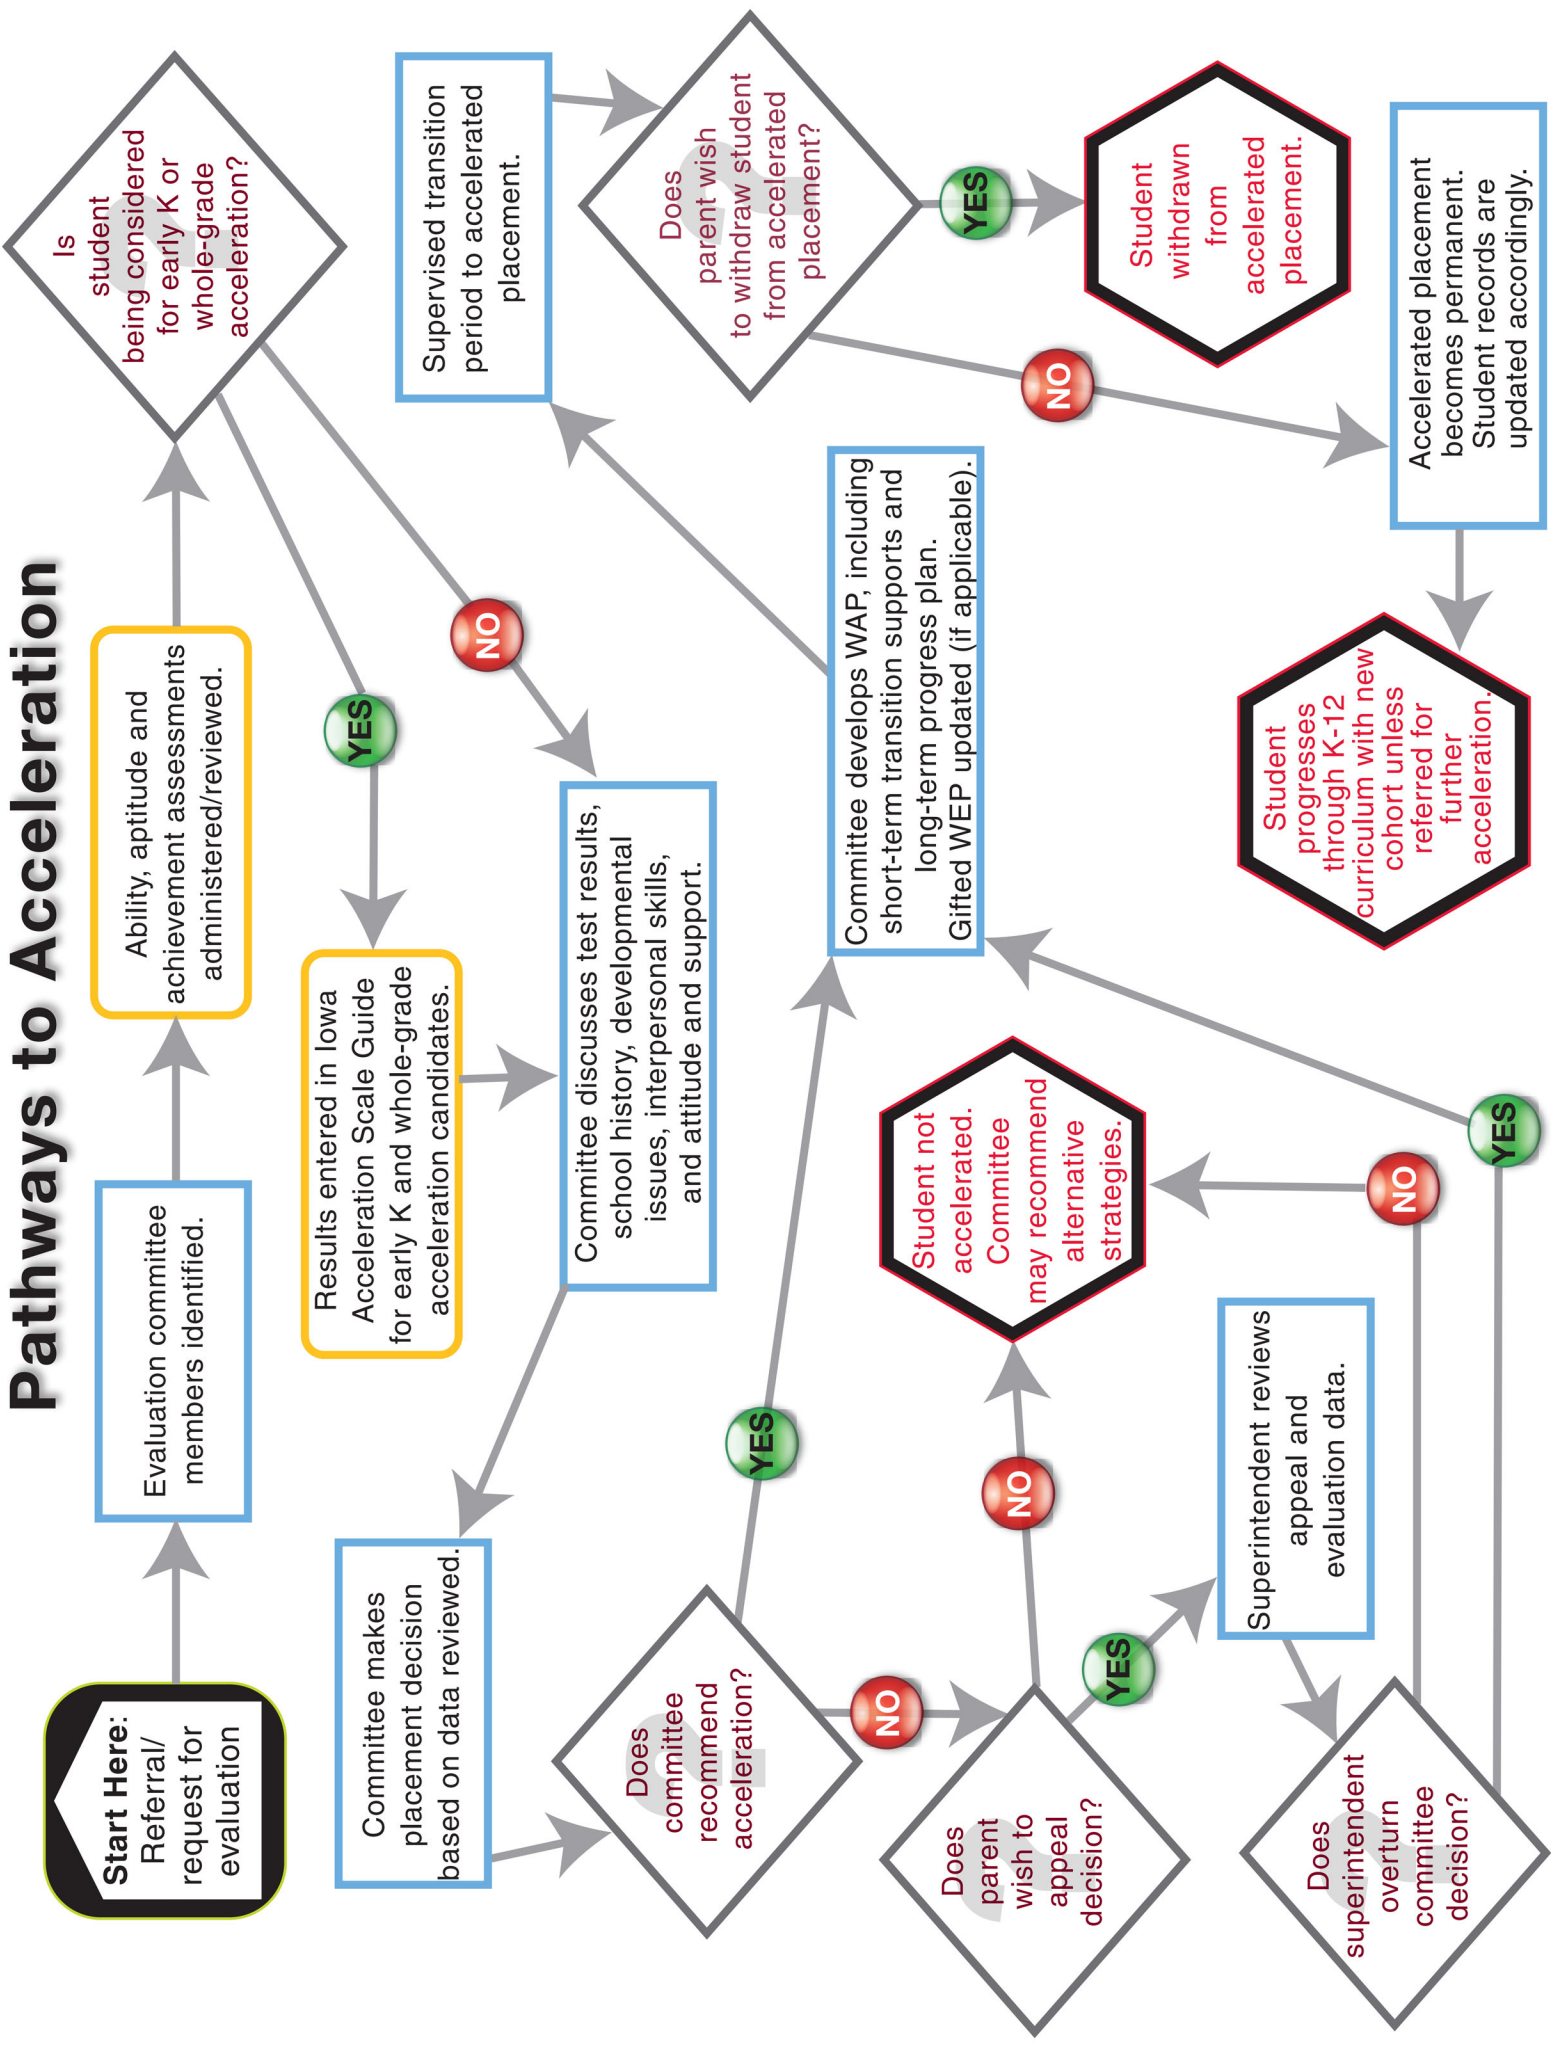 Pathways to Acceleration
Start Here:
Referral/
request for
evaluation
Evaluation committee
members identified.
Ability, aptitude and
achievement assessments
administered/reviewed.
Is
student
being considered
for early K or
whole-grade
acceleration?
YES
NO
Results entered in Iowa
Acceleration Scale Guide
for early K and whole-grade
acceleration candidates.
Committee discusses test results,
school history, developmental
issues, interpersonal skills,
and attitude and support.
Committee makes
placement decision
based on data reviewed.
Does
committee
recommend
acceleration?
YES
NO
Does
parent
wish to
appeal
decision?
NO
YES
Student not
accelerated.
Committee
may recommend
alternative
strategies.
Superintendent reviews
appeal and
evaluation data.
Does
superintendent
overturn
committee
decision?
NO
YES
Committee develops WAP, including
short-term transition supports and
long-term progress plan.
Gifted WEP updated (if applicable).
Supervised transition
period to accelerated
placement.
Does
parent wish
to withdraw student
from accelerated
placement?
YES
NO
Student
withdrawn
from
accelerated
placement.
Accelerated placement
becomes permanent.
Student records are
updated accordingly.
Student
progresses
through K-12
curriculum with new
cohort unless
referred for
further
acceleration.